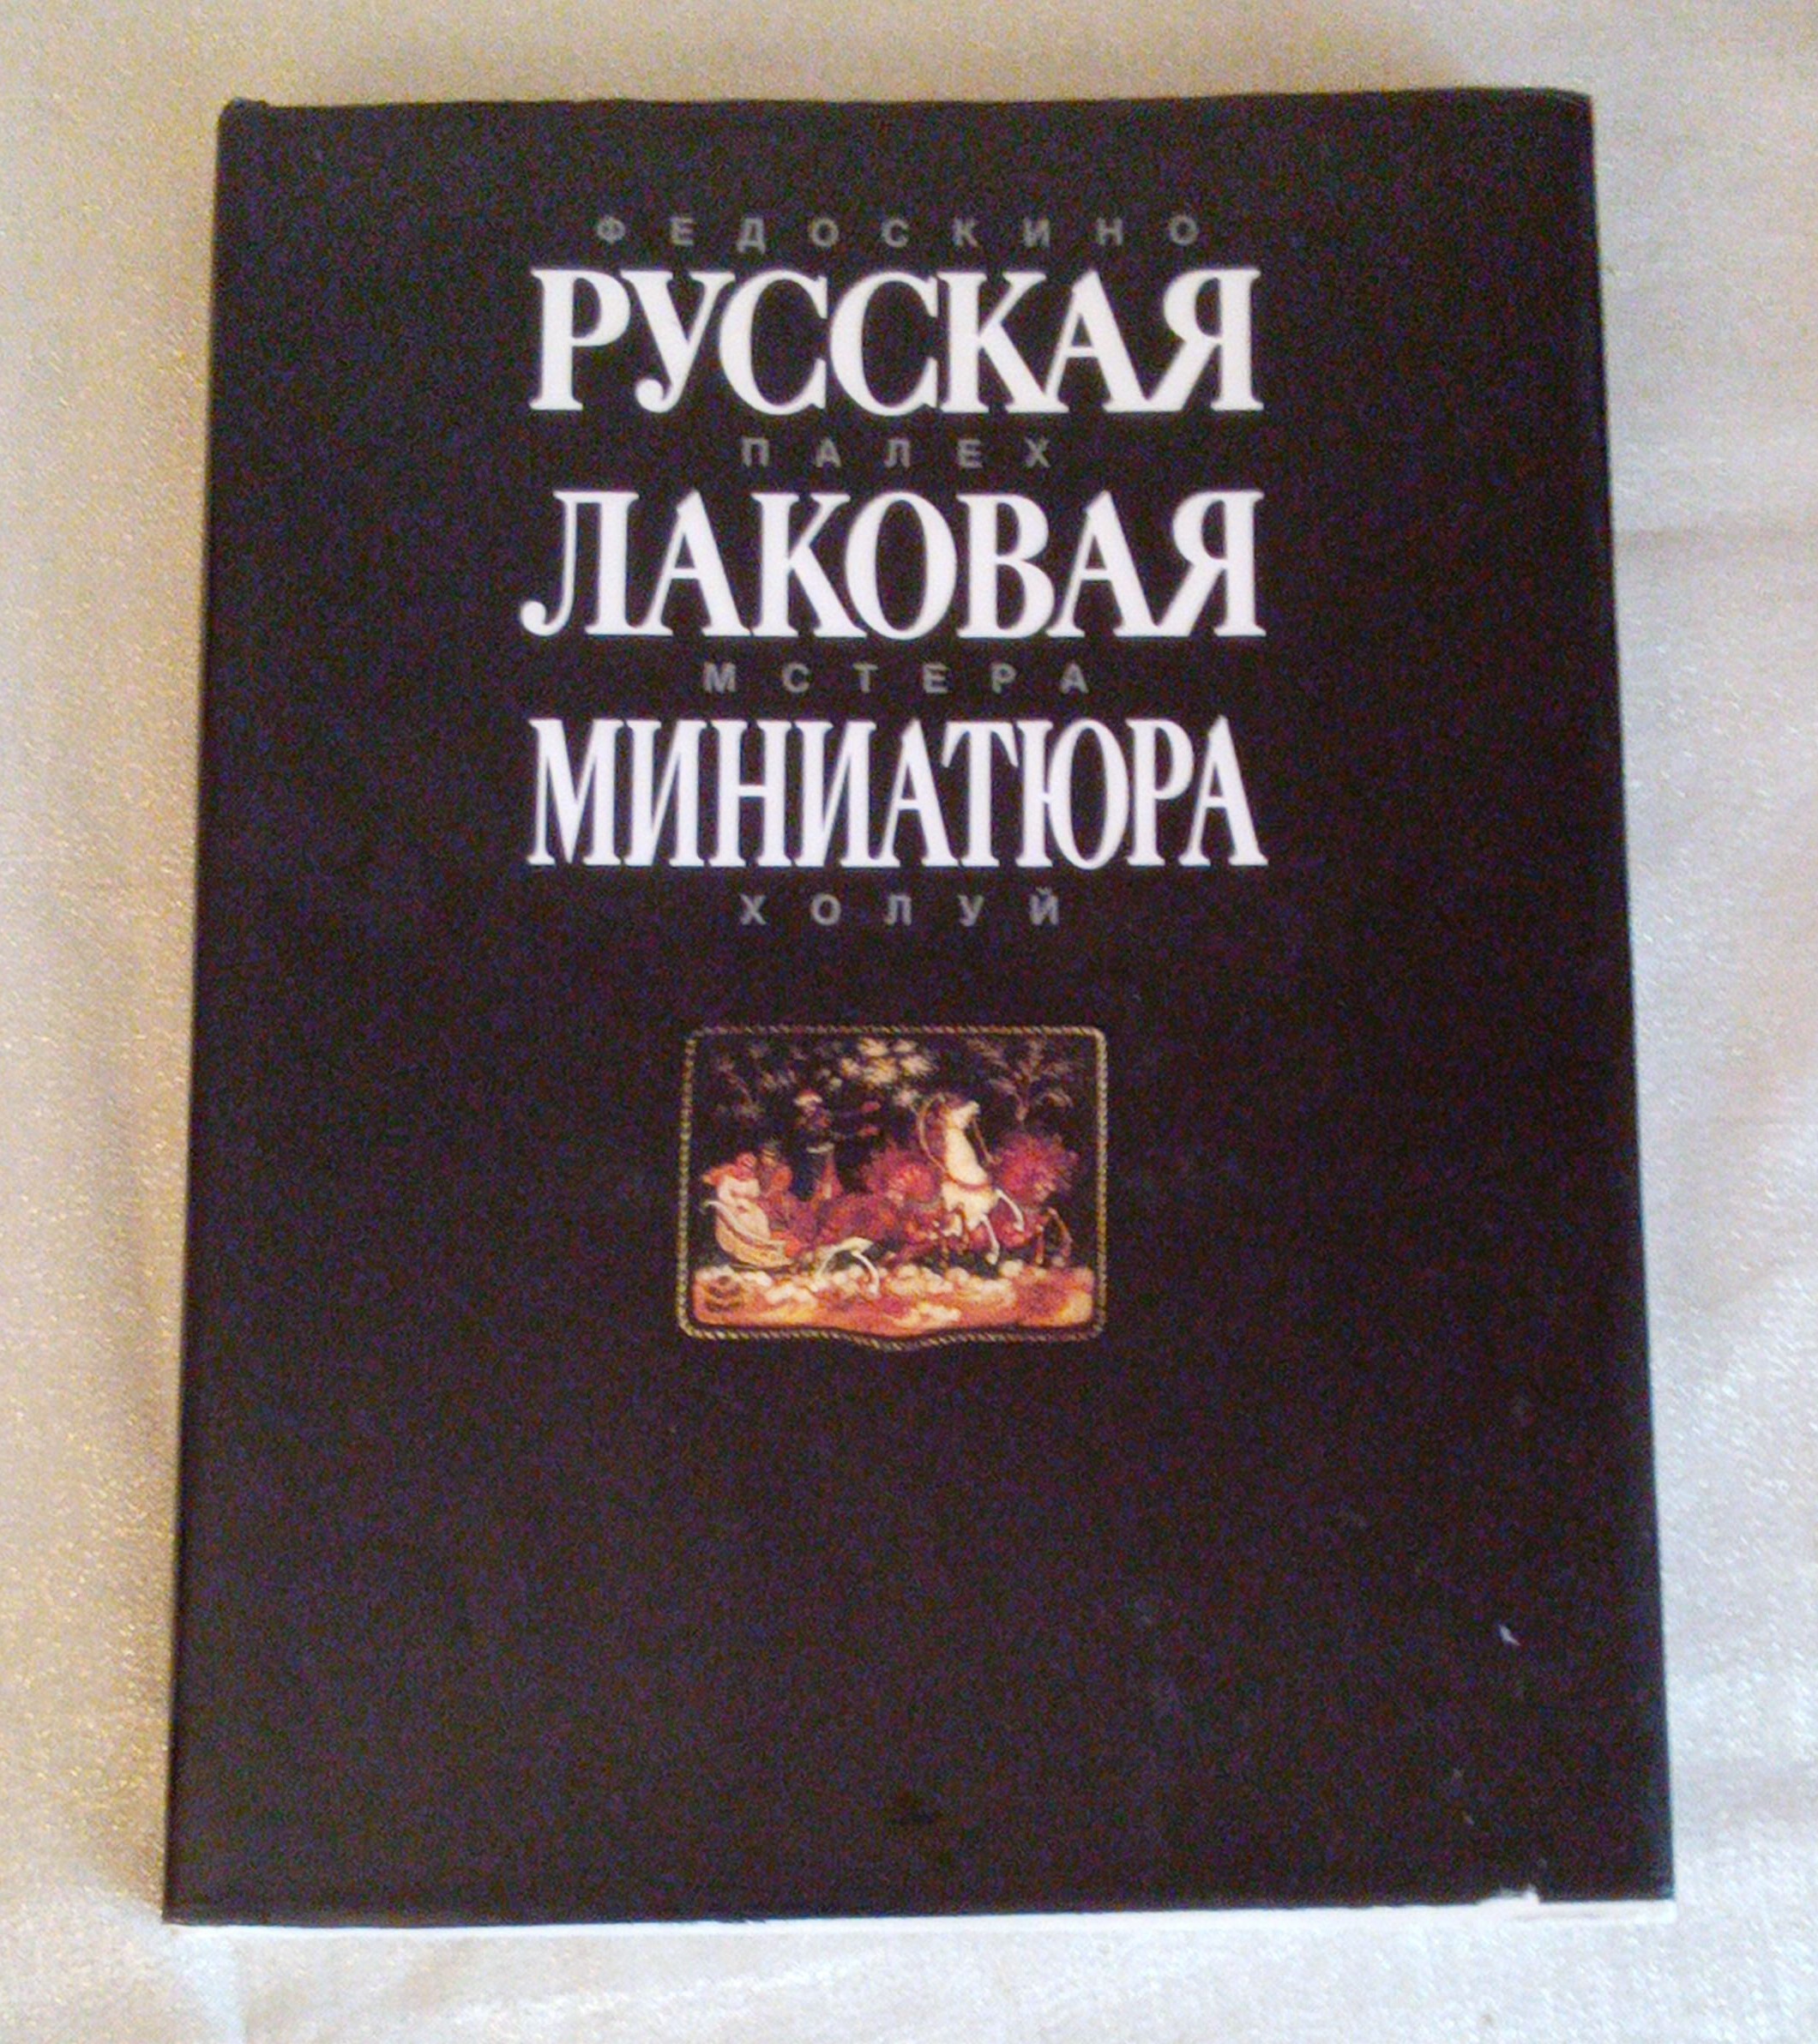 ФЕДОСКИНО
РУССКАЯ
ПАЛЕХ
ЛАКОВАЯ
МСТЕРА
МИНИАТЮРА
ХОЛУЙ